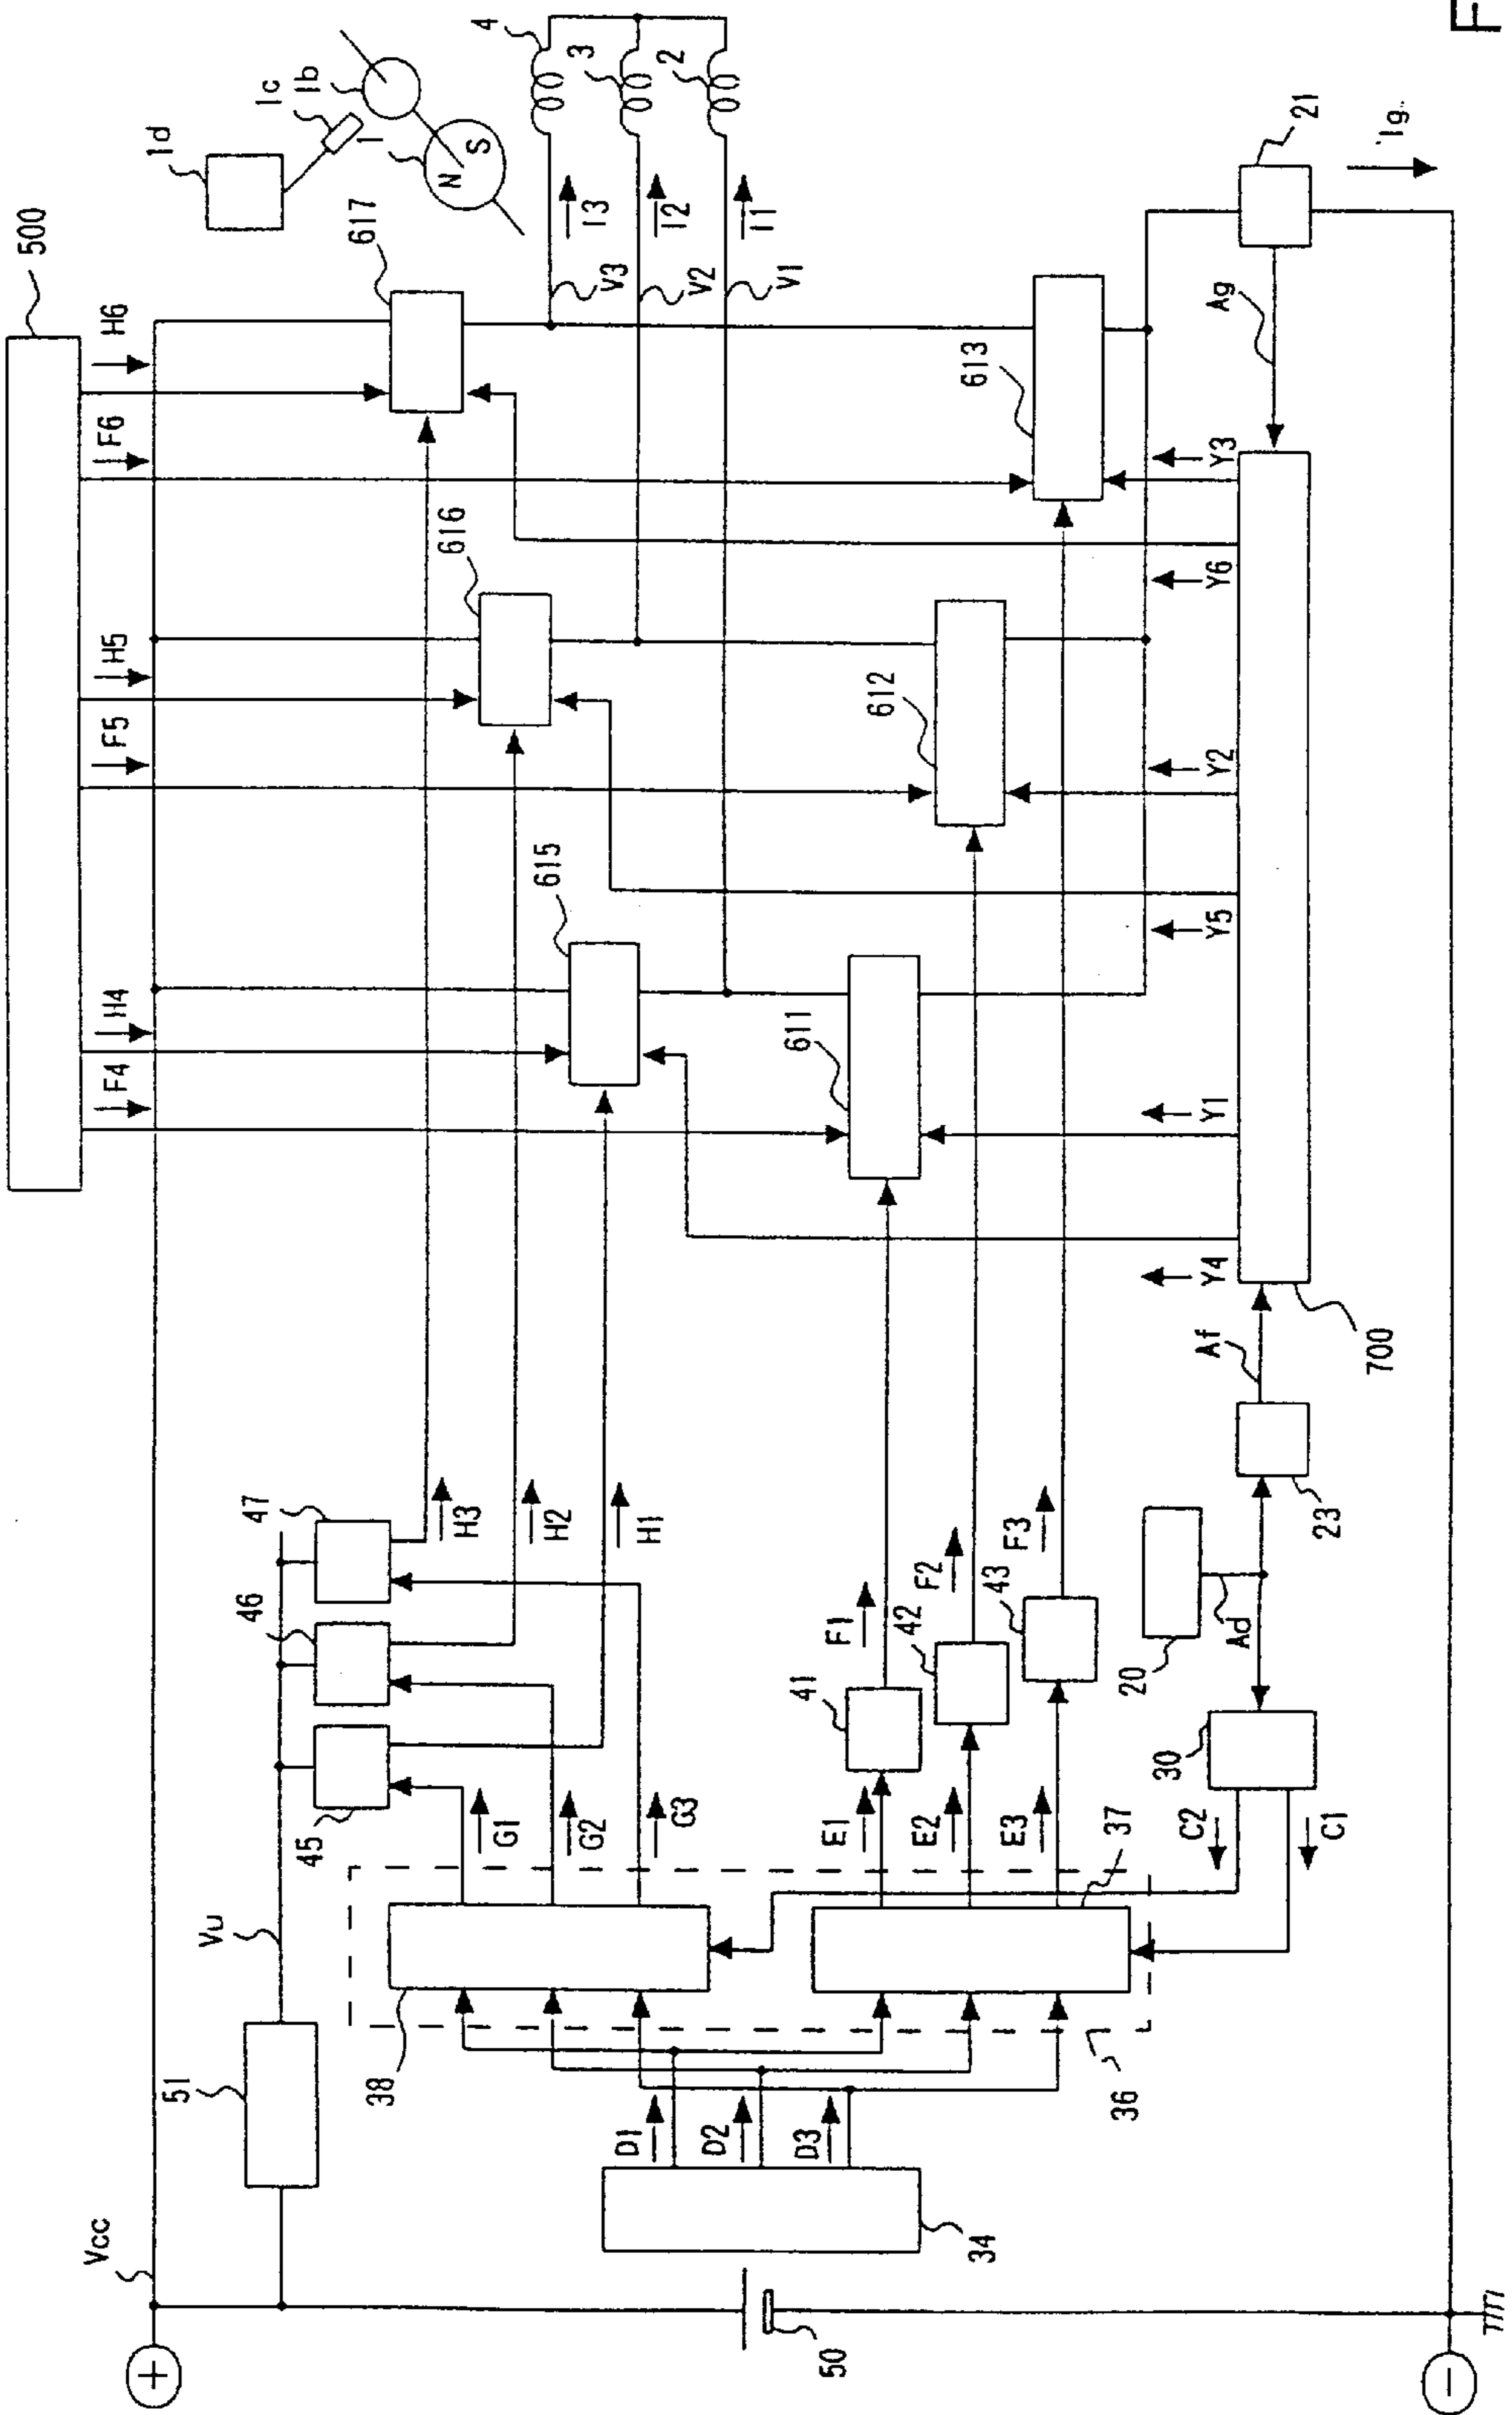 500
1d
1c
1b
1
N
S
617
H6
F6
4
3
2
I3
I2
I1
V3
V2
V1
616
H5
F5
613
612
615
H4
F4
611
21
Ig
Ag
Y3
Y6
Y2
Y5
Y1
Y4
700
Af
23
47
46
45
H3
H2
H1
F1
F2
F3
41
42
43
20
Ad
30
C2
C1
G1
G2
G3
E1
E2
E3
37
Vu
38
36
51
D1
D2
D3
34
Vcc
50
+
−
F